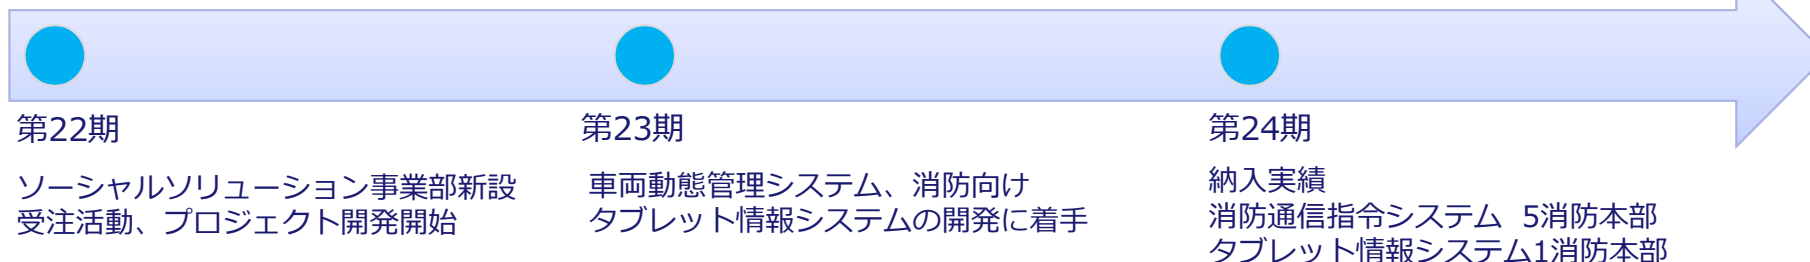 第22期
ソーシャルソリューション事業部新設
受注活動、プロジェクト開発開始
第23期
車両動態管理システム、消防向け
タブレット情報システムの開発に着手
第24期
納入実績
消防通信指令システム 5消防本部
タブレット情報システム1消防本部